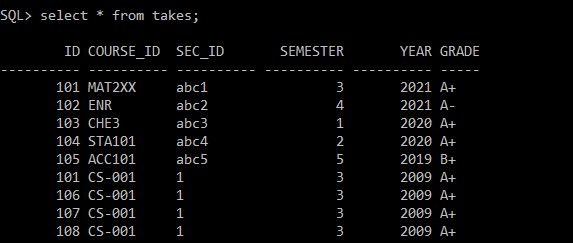 SQL> select * from takes;
ID COURSE_ID SEC_ID SEMESTER YEAR GRADE
---------- ---------- ---------- ---------- ---------- -----
101 MAT2XX abc1 3 2021 A+
102 ENR abc2 4 2021 A-
103 CHE3 abc3 1 2020 A+
104 STA101 abc4 2 2020 A+
105 ACC101 abc5 5 2019 B+
101 CS-001 1 3 2009 A+
106 CS-001 1 3 2009 A+
107 CS-001 1 3 2009 A+
108 CS-001 1 3 2009 A+